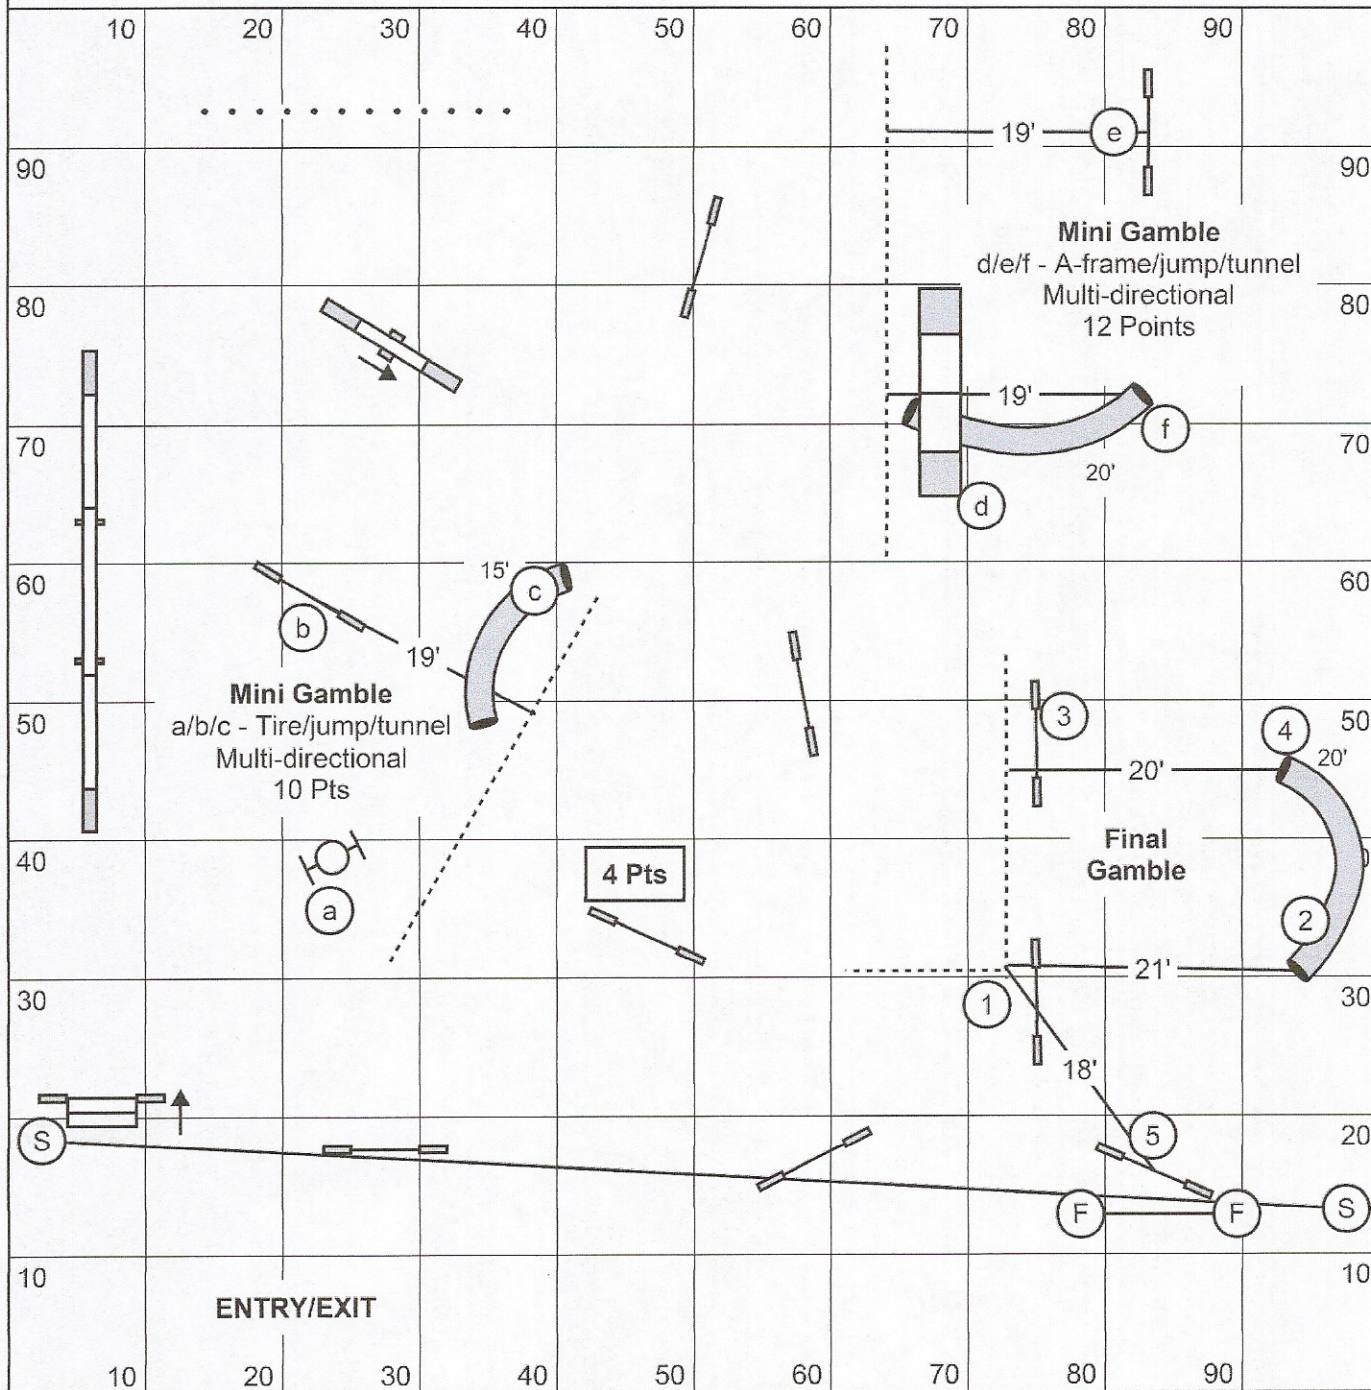 10 20 30 40 50 60 70 80 90
90 19' e 90
Mini Gamble
d/e/f - A-frame/jump/tunnel
Multi-directional
12 Points
80 80
19'
f
70 70
20'
d
60 15' 60
c
b
19'
Mini Gamble
a/b/c - Tire/jump/tunnel
Multi-directional
10 Pts
50 3 50
4
20' 20'
Final
Gamble
40
4 Pts
a
2
21'
30 1 30
18'
S 5 20
F F S
10 10
ENTRY/EXIT
10 20 30 40 50 60 70 80 90